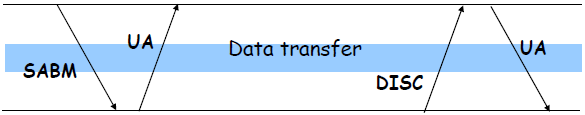 SABM
UA
Data transfer
DISC
UA